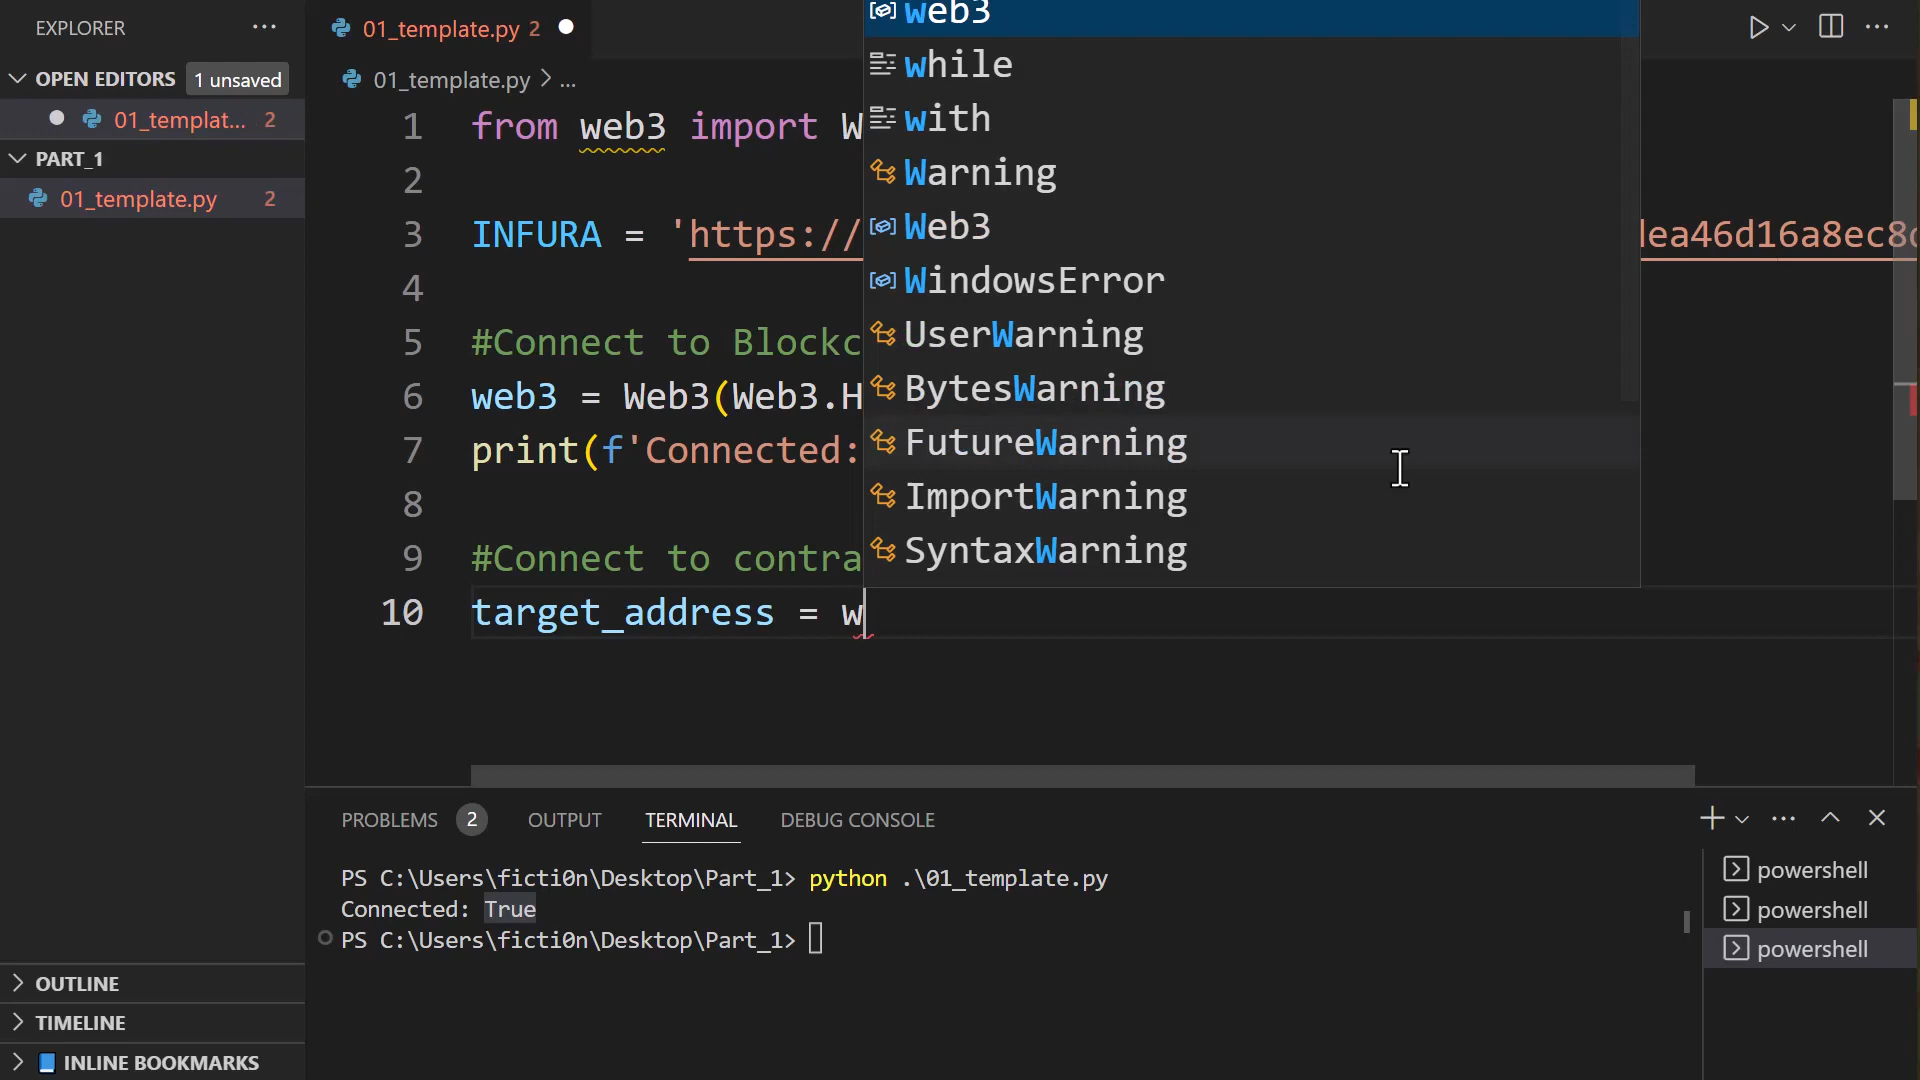 EXPLORER
OPEN EDITORS 1 unsaved
01_templat... 2
PART_1
01_template.py 2
OUTLINE
TIMELINE
INLINE BOOKMARKS
01_template.py 2
01_template.py > ...
1 from web3 import W
2
3 INFURA = 'https:// lea46d16a8ec8
4
5 #Connect to Blockc
6 web3 = Web3(Web3.H
7 print(f'Connected:
8
9 #Connect to contra
10 target_address = w
web3
while
with
Warning
Web3
WindowsError
UserWarning
BytesWarning
FutureWarning
ImportWarning
SyntaxWarning
PROBLEMS 2 OUTPUT TERMINAL DEBUG CONSOLE
PS C:\Users\ficti0n\Desktop\Part_1> python .\01_template.py
Connected: True
PS C:\Users\ficti0n\Desktop\Part_1>
powershell
powershell
powershell